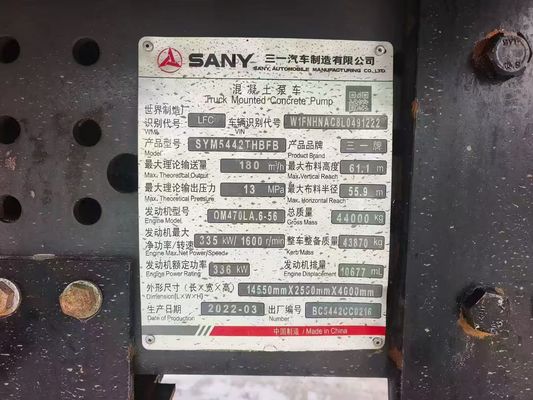 SANY 三一汽车制造有限公司
SANY AUTOMOBILE MANUFACTURING CO.,LTD.
混凝土泵车
Truck Mounted Concrete Pump
世界制造厂
识别代号 LFC 车辆识别代号 W1FNHNAC8L0491222
WMI VIN
产品型号 SYM5442THBFB 产品品牌 三一牌
Model Product Brand
最大理论输送量 180 m³/h 最大布料高度 61.1 m
Max. Theoretical Output Max. Vertical Reach
最大理论输出压力 13 MPa 最大布料半径 55.9 m
Max. Theoretical Output Pressure Max. Horizontal Reach
发动机型号 OM470LA.6-56 总质量 44000 kg
Engine Model Gross Mass
发动机最大
净功率/转速 335 kW/ 1600 r/min 整车整备质量 43870 kg
Engine Max.Net Power/Speed Kerb Mass
发动机额定功率 336 kW 发动机排量 10677 mL
Engine Power Rating Engine Displacement
外形尺寸（长×宽×高） 14550mmX2550mmX4000mm
Dimension(L×W×H)
生产日期 2022-03 出厂编号 BC5442CC0216
Date of Production Number
中国制造 / Made in China